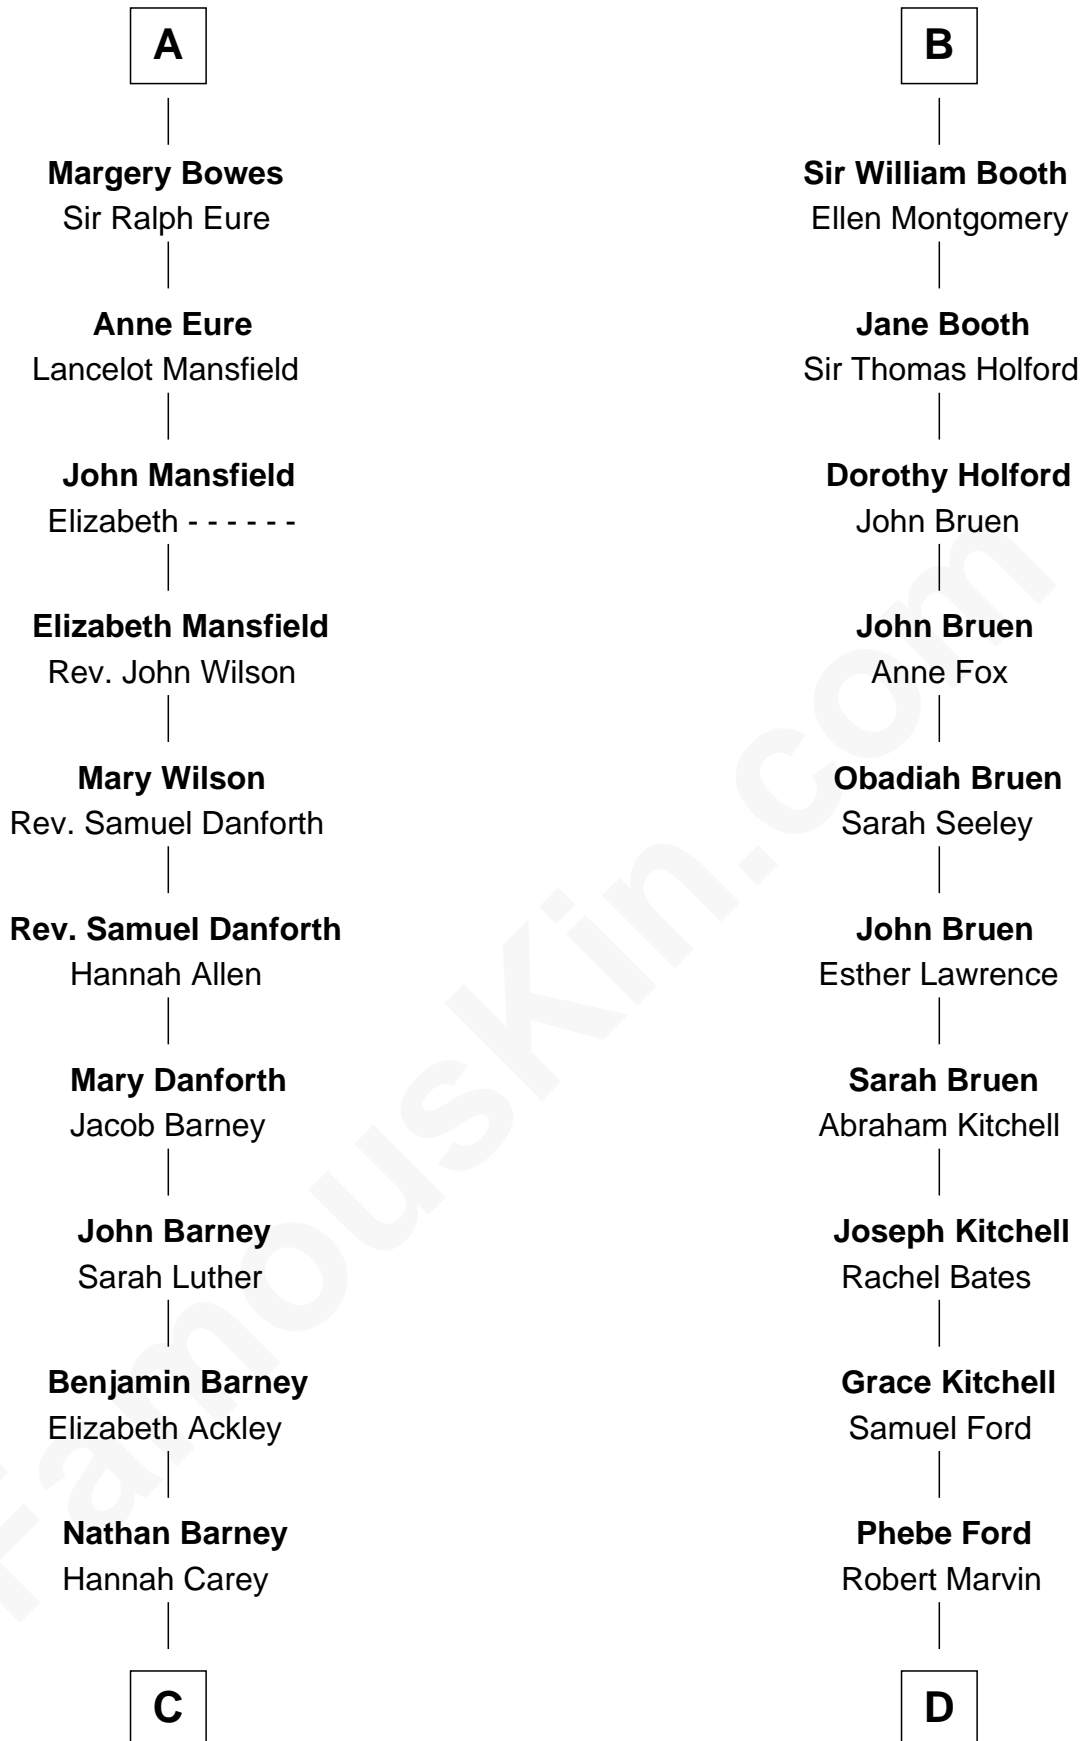 A
Margery Bowes
Sir Ralph Eure
Anne Eure
Lancelot Mansfield
John Mansfield
Elizabeth - - - - - -
Elizabeth Mansfield
Rev. John Wilson
Mary Wilson
Rev. Samuel Danforth
Rev. Samuel Danforth
Hannah Allen
Mary Danforth
Jacob Barney
John Barney
Sarah Luther
Benjamin Barney
Elizabeth Ackley
Nathan Barney
Hannah Carey
C
B
Sir William Booth
Ellen Montgomery
Jane Booth
Sir Thomas Holford
Dorothy Holford
John Bruen
John Bruen
Anne Fox
Obadiah Bruen
Sarah Seeley
John Bruen
Esther Lawrence
Sarah Bruen
Abraham Kitchell
Joseph Kitchell
Rachel Bates
Grace Kitchell
Samuel Ford
Phebe Ford
Robert Marvin
D
FamousKin.com